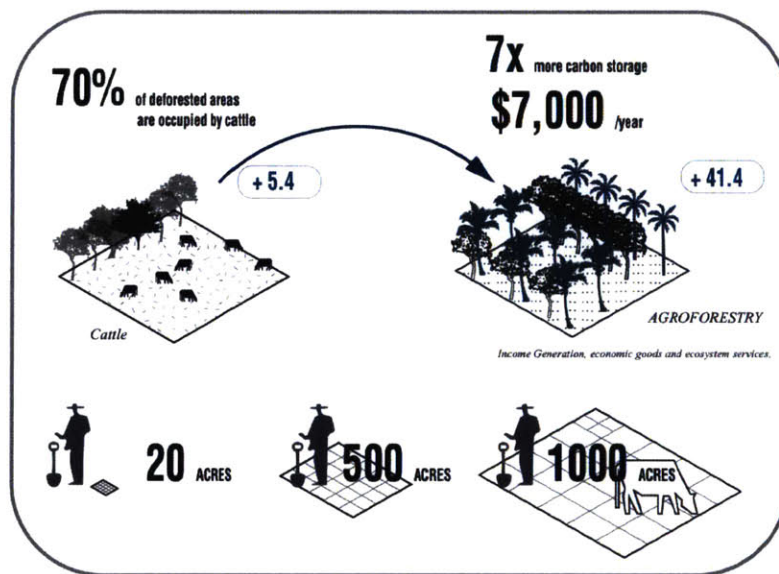 70% of deforested areas
are occupied by cattle
7x more carbon storage
$7,000 /year
+ 5.4
+ 41.4
Cattle
AGROFORESTRY
Income Generation, economic goods and ecosystem services.
20 ACRES
500 ACRES
1000 ACRES